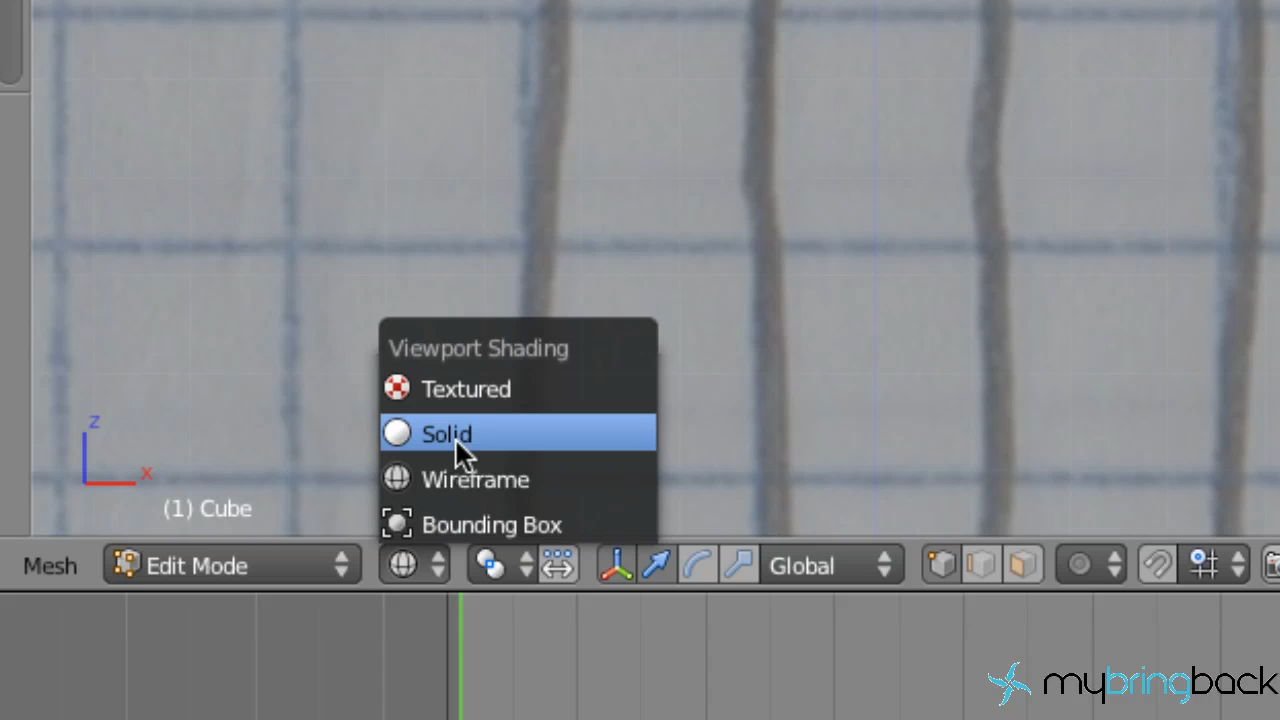 Viewport Shading
Textured
Solid
Wireframe
Bounding Box
z
x
(1) Cube
Mesh
Edit Mode
Global
mybringback